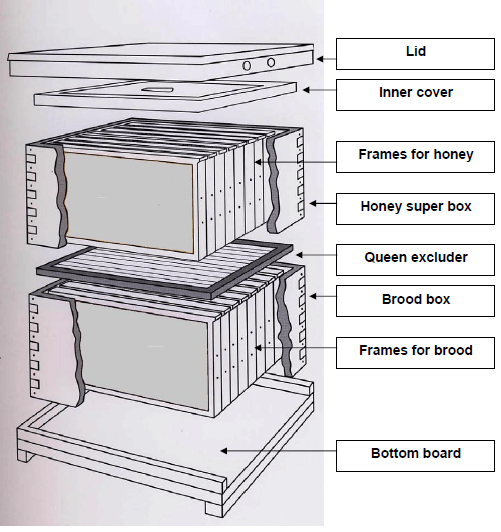 Lid
Inner cover
Frames for honey
Honey super box
Queen excluder
Brood box
Frames for brood
Bottom board